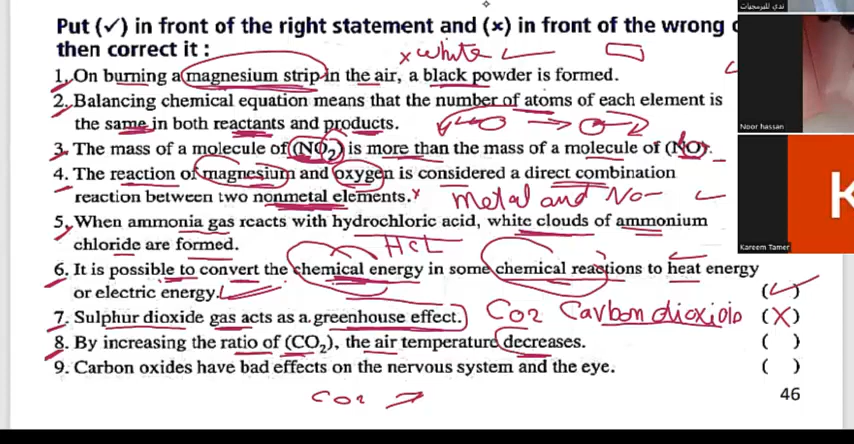 ندي للبرمجيات
Put (✓) in front of the right statement and (×) in front of the wrong
then correct it :
× white
1. On burning a magnesium strip in the air, a black powder is formed.
2. Balancing chemical equation means that the number of atoms of each element is
the same in both reactants and products.
Noor hassan
3. The mass of a molecule of (NO₂) is more than the mass of a molecule of (NO).
4. The reaction of magnesium and oxygen is considered a direct combination
reaction between two nonmetal elements. × Metal and No-
K
5. When ammonia gas reacts with hydrochloric acid, white clouds of ammonium
Kareem Tamer
chloride are formed. HCL
6. It is possible to convert the chemical energy in some chemical reactions to heat energy
or electric energy. (✓)
7. Sulphur dioxide gas acts as a greenhouse effect. CO2 Carbon dioxid (X)
8. By increasing the ratio of (CO₂), the air temperature decreases. ( )
9. Carbon oxides have bad effects on the nervous system and the eye. ( )
CO2
46